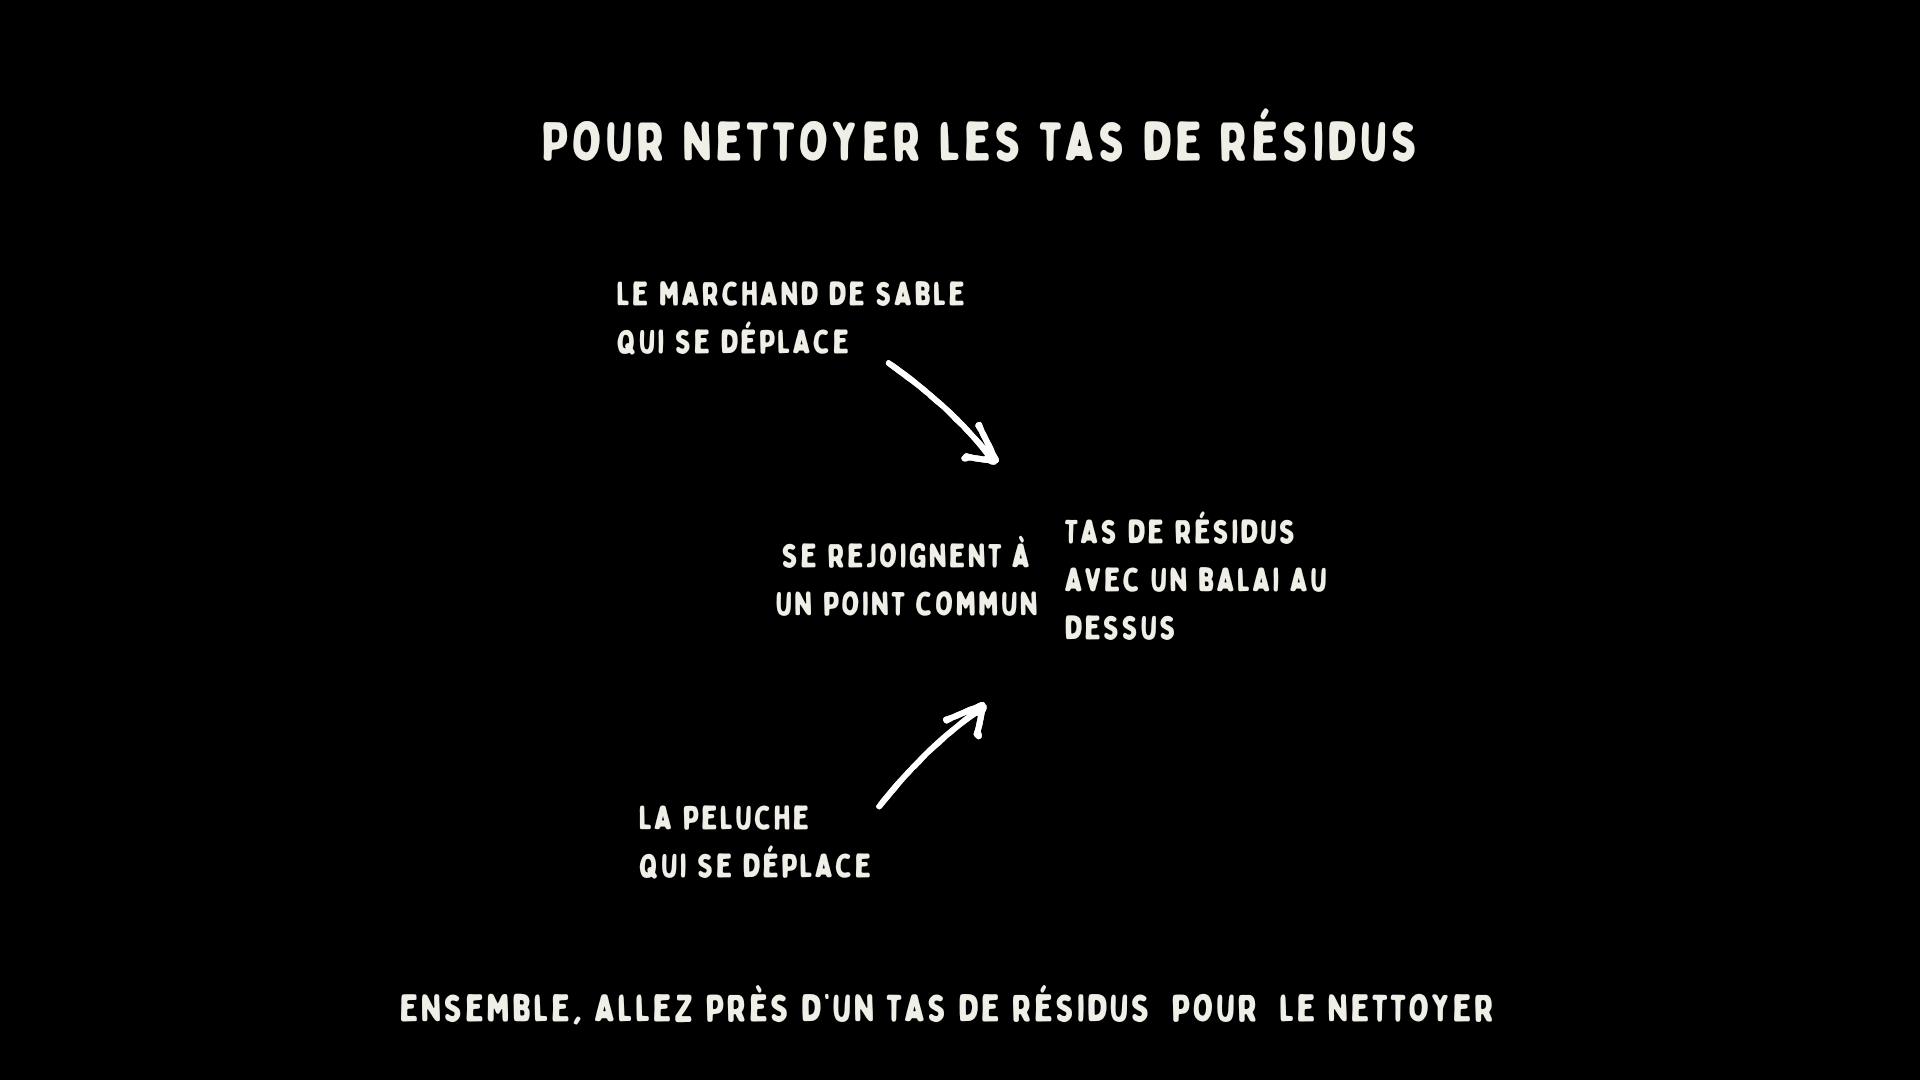 POUR NETTOYER LES TAS DE RÉSIDUS
LE MARCHAND DE SABLE
QUI SE DÉPLACE
SE REJOIGNENT À
UN POINT COMMUN
TAS DE RÉSIDUS
AVEC UN BALAI AU
DESSUS
LA PELUCHE
QUI SE DÉPLACE
ENSEMBLE, ALLEZ PRÈS D'UN TAS DE RÉSIDUS POUR LE NETTOYER